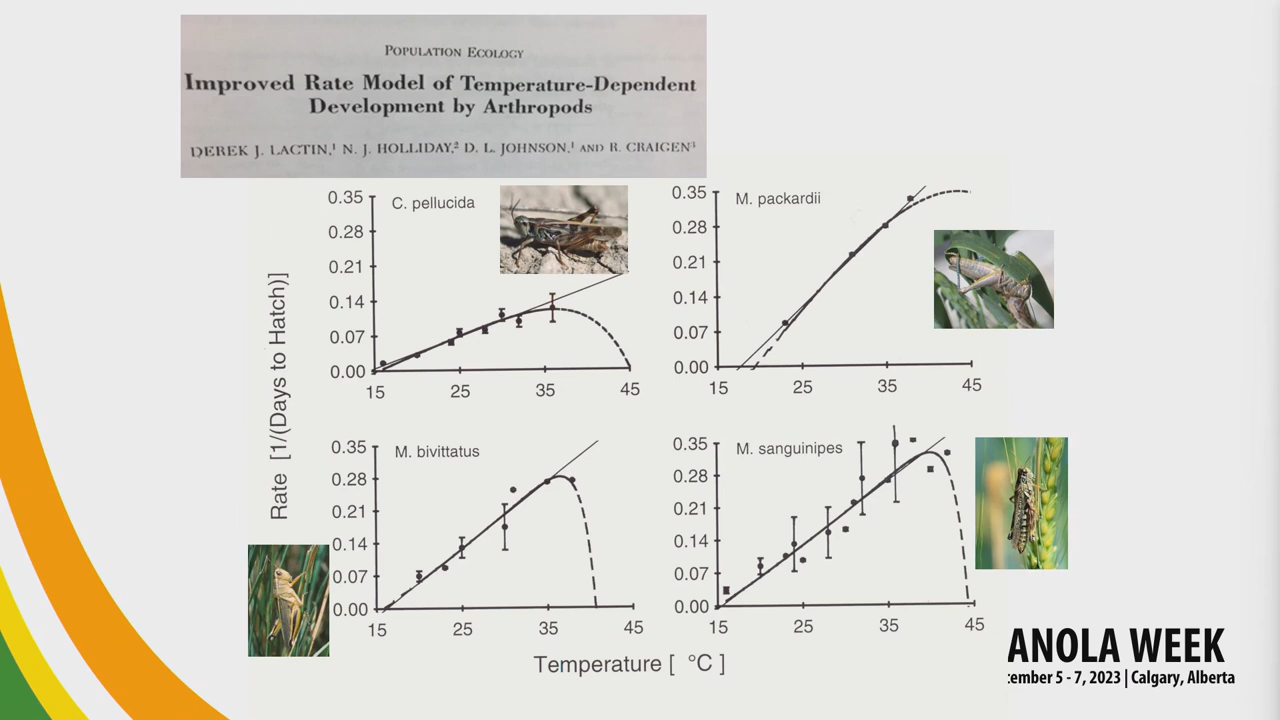 POPULATION ECOLOGY
Improved Rate Model of Temperature-Dependent
Development by Arthropods
DEREK J. LACTIN,¹ N. J. HOLLIDAY,² D. L. JOHNSON,¹ AND R. CRAIGEN³
Rate [1/(Days to Hatch)]
C. pellucida
0.35
0.28
0.21
0.14
0.07
0.00
15 25 35 45
M. packardii
0.35
0.28
0.21
0.14
0.07
0.00
15 25 35 45
M. bivittatus
0.35
0.28
0.21
0.14
0.07
0.00
15 25 35 45
M. sanguinipes
0.35
0.28
0.21
0.14
0.07
0.00
15 25 35 45
Temperature [ °C ]
ANOLA WEEK
cember 5 - 7, 2023 | Calgary, Alberta